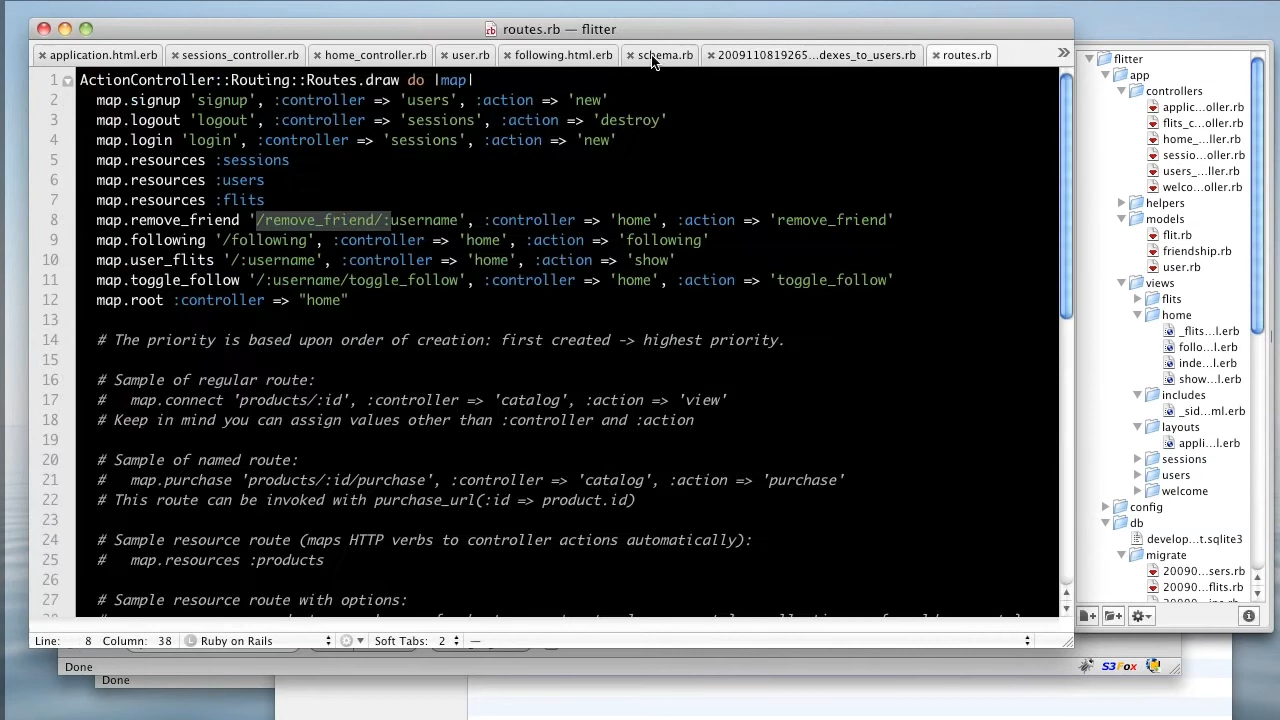 routes.rb — flitter
application.html.erb
sessions_controller.rb
home_controller.rb
user.rb
following.html.erb
schema.rb
2009110819265...dexes_to_users.rb
routes.rb
1 ActionController::Routing::Routes.draw do |map|
2 map.signup 'signup', :controller => 'users', :action => 'new'
3 map.logout 'logout', :controller => 'sessions', :action => 'destroy'
4 map.login 'login', :controller => 'sessions', :action => 'new'
5 map.resources :sessions
6 map.resources :users
7 map.resources :flits
8 map.remove_friend '/remove_friend/:username', :controller => 'home', :action => 'remove_friend'
9 map.following '/following', :controller => 'home', :action => 'following'
10 map.user_flits '/:username', :controller => 'home', :action => 'show'
11 map.toggle_follow '/:username/toggle_follow', :controller => 'home', :action => 'toggle_follow'
12 map.root :controller => "home"
13
14 # The priority is based upon order of creation: first created -> highest priority.
15
16 # Sample of regular route:
17 #   map.connect 'products/:id', :controller => 'catalog', :action => 'view'
18 # Keep in mind you can assign values other than :controller and :action
19
20 # Sample of named route:
21 #   map.purchase 'products/:id/purchase', :controller => 'catalog', :action => 'purchase'
22 # This route can be invoked with purchase_url(:id => product.id)
23
24 # Sample resource route (maps HTTP verbs to controller actions automatically):
25 #   map.resources :products
26
27 # Sample resource route with options:
Line: 8 Column: 38 Ruby on Rails Soft Tabs: 2 —
flitter
app
controllers
applic...oller.rb
flits_c...oller.rb
home_...ller.rb
sessio...oller.rb
users_...ller.rb
welco...oller.rb
helpers
models
flit.rb
friendship.rb
user.rb
views
flits
home
_flits...l.erb
follo...l.erb
inde...l.erb
show...l.erb
includes
_sid...ml.erb
layouts
appli...l.erb
sessions
users
welcome
config
db
develop...t.sqlite3
migrate
20090...sers.rb
20090...flits.rb
Done
S3Fox
Done